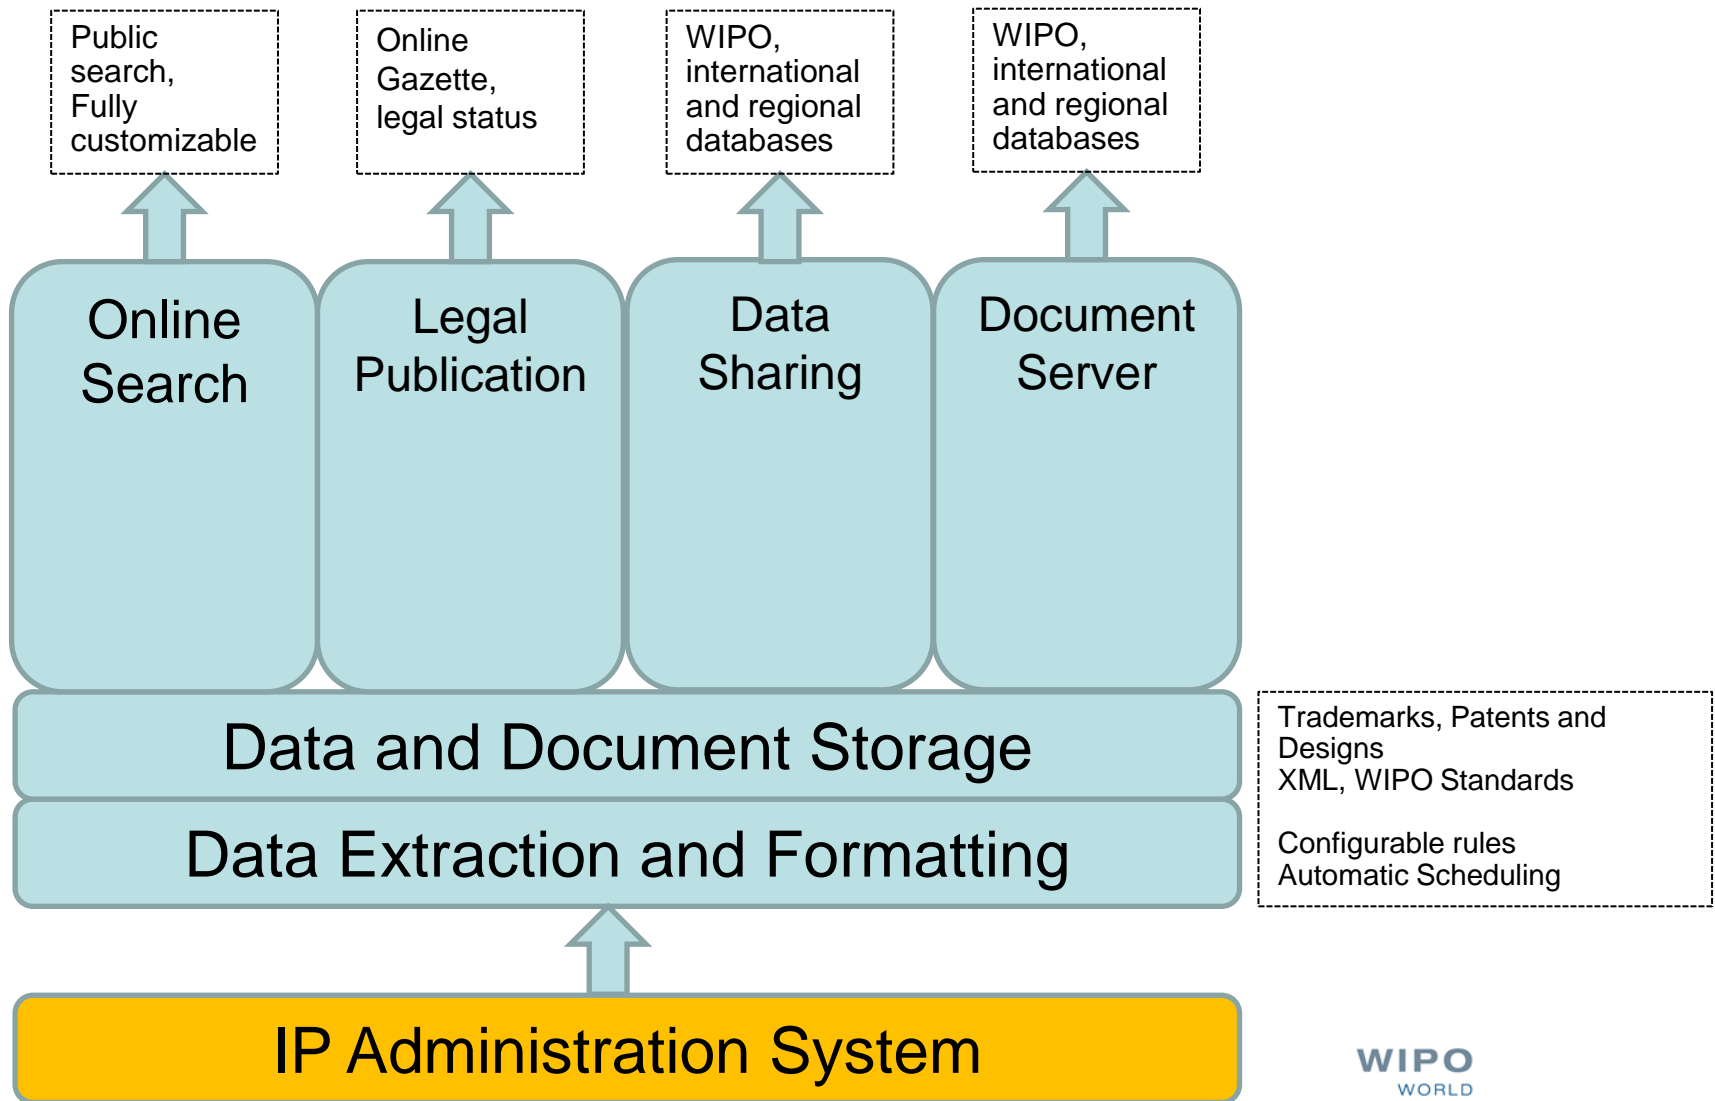 Public
search,
Fully
customizable
Online
Gazette,
legal status
WIPO,
international
and regional
databases
WIPO,
international
and regional
databases
Online
Search
Legal
Publication
Data
Sharing
Document
Server
Data and Document Storage
Data Extraction and Formatting
Trademarks, Patents and
Designs
XML, WIPO Standards
Configurable rules
Automatic Scheduling
IP Administration System
WIPO
WORLD